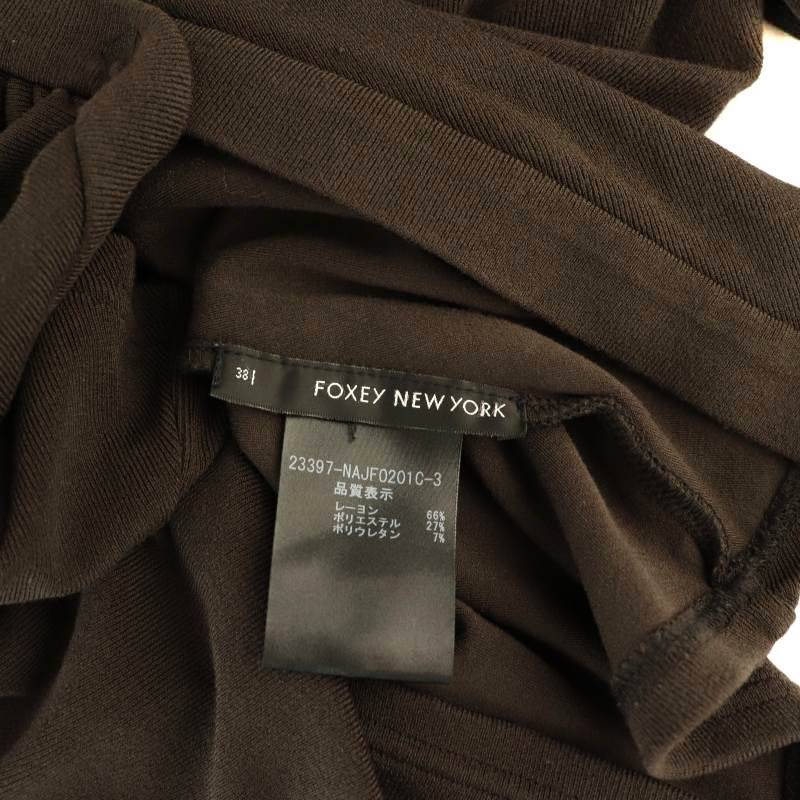 38
FOXEY NEW YORK
23397-NAJF0201C-3
品質表示
レーヨン 66%
ポリエステル 27%
ポリウレタン 7%